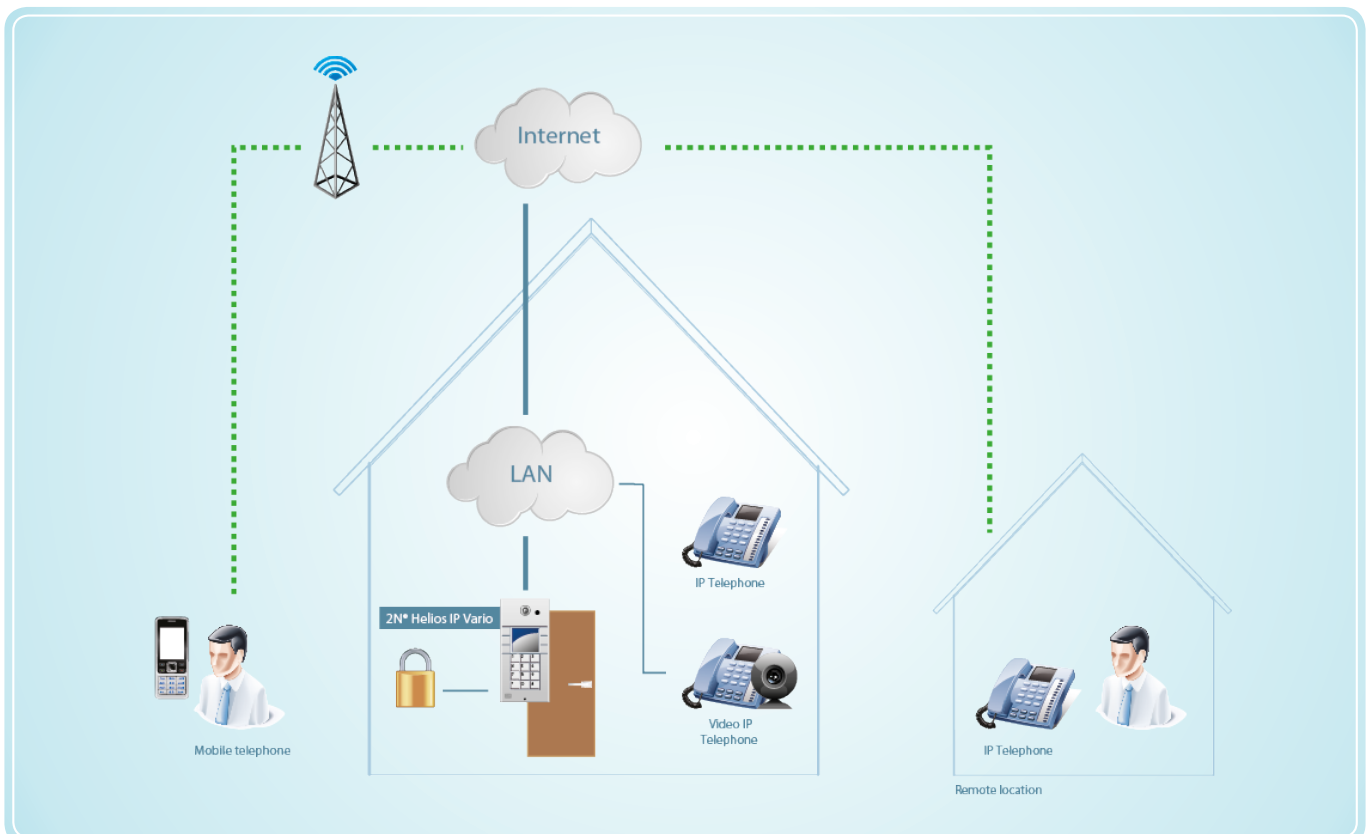 Internet
LAN
IP Telephone
2N® Helios IP Vario
Video IP
Telephone
Mobile telephone
IP Telephone
Remote location